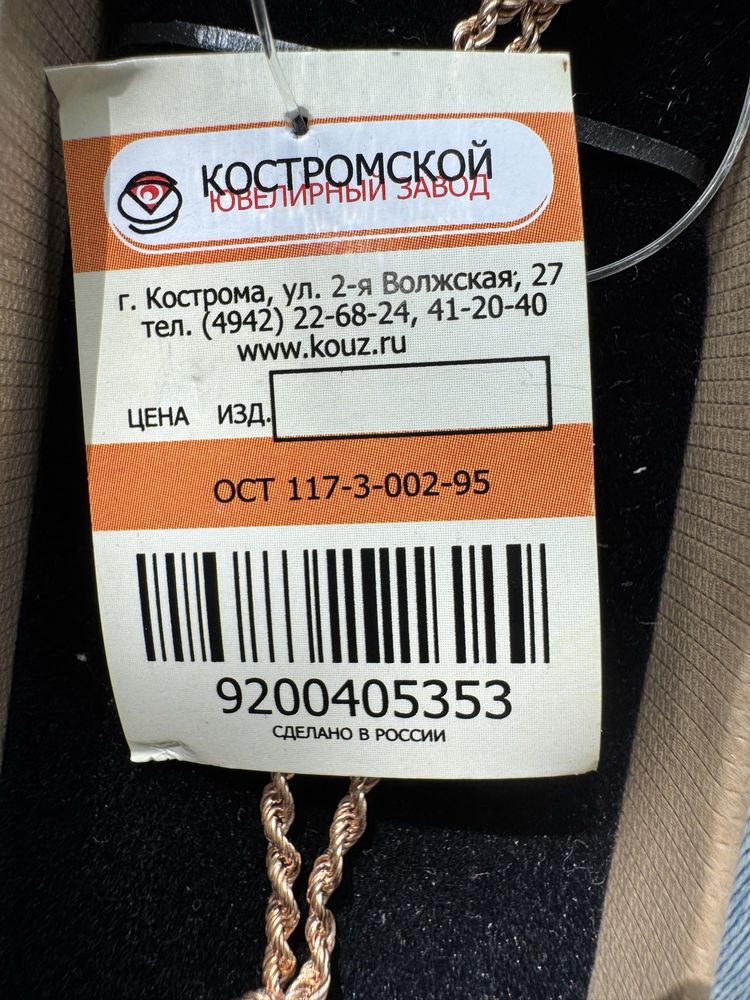 КОСТРОМСКОЙ
ЮВЕЛИРНЫЙ ЗАВОД
г. Кострома, ул. 2-я Волжская, 27
тел. (4942) 22-68-24, 41-20-40
www.kouz.ru
ЦЕНА ИЗД.
ОСТ 117-3-002-95
9200405353
СДЕЛАНО В РОССИИ